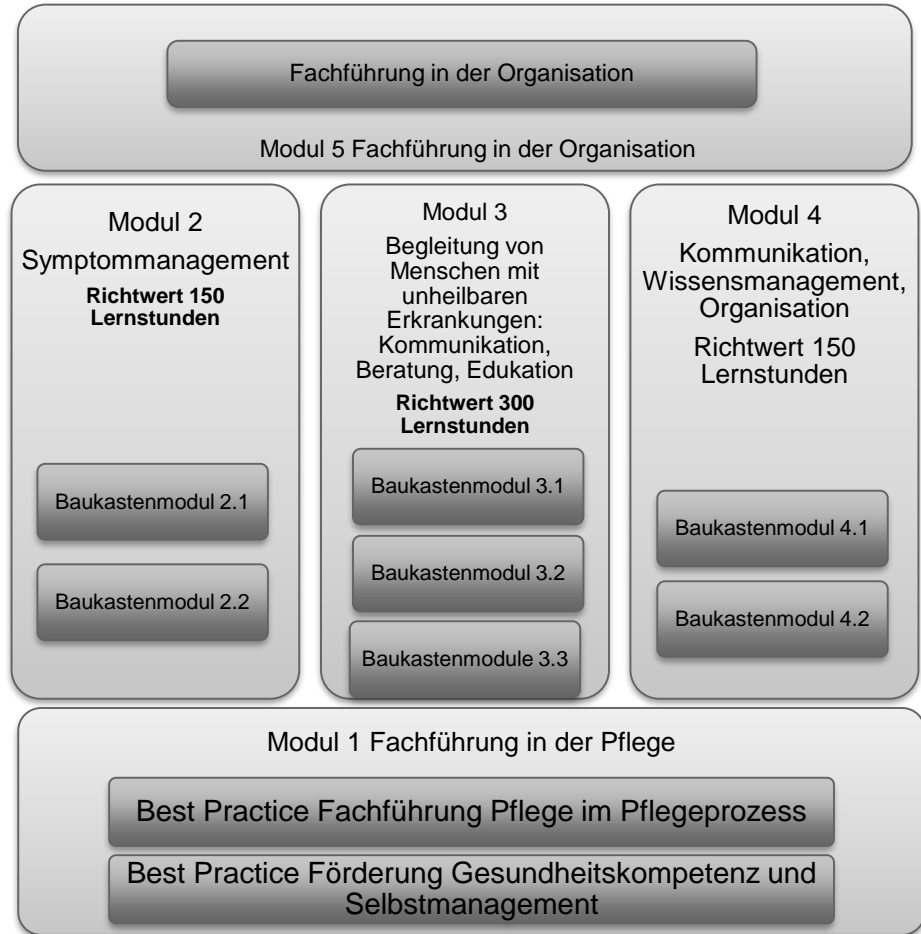 Fachführung in der Organisation
Modul 5 Fachführung in der Organisation
Modul 2
Symptommanagement
Richtwert 150
Lernstunden
Baukastenmodul 2.1
Baukastenmodul 2.2
Modul 3
Begleitung von
Menschen mit
unheilbaren
Erkrankungen:
Kommunikation,
Beratung, Edukation
Richtwert 300
Lernstunden
Baukastenmodul 3.1
Baukastenmodul 3.2
Baukastenmodule 3.3
Modul 4
Kommunikation,
Wissensmanagement,
Organisation
Richtwert 150
Lernstunden
Baukastenmodul 4.1
Baukastenmodul 4.2
Modul 1 Fachführung in der Pflege
Best Practice Fachführung Pflege im Pflegeprozess
Best Practice Förderung Gesundheitskompetenz und
Selbstmanagement